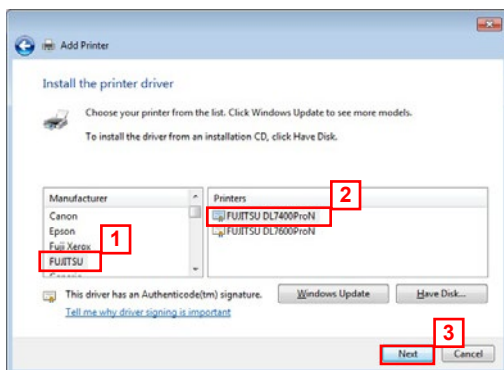 Add Printer
Install the printer driver
Choose your printer from the list. Click Windows Update to see more models.
To install the driver from an installation CD, click Have Disk.
Manufacturer
Canon
Epson
Fuji Xerox
FUJITSU
Generic
1
Printers
2
FUJITSU DL7400ProN
FUJITSU DL7600ProN
This driver has an Authenticode(tm) signature.
Tell me why driver signing is important
Windows Update
Have Disk...
3
Next
Cancel